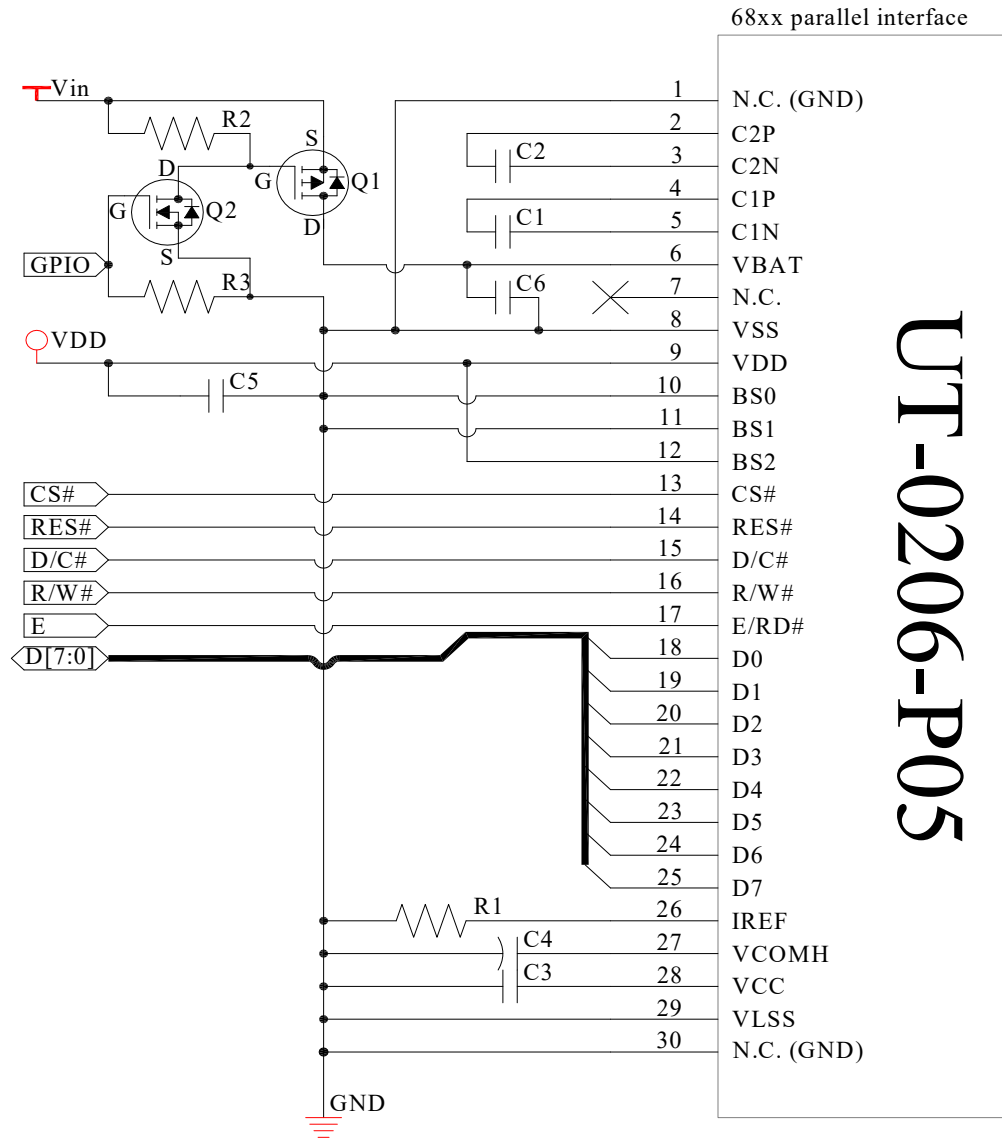 68xx parallel interface
Vin
R2
S
D
G
Q1
G
Q2
D
S
GPIO
R3
VDD
C5
C2
C1
C6
1 N.C. (GND)
2 C2P
3 C2N
4 C1P
5 C1N
6 VBAT
7 N.C.
8 VSS
9 VDD
10 BS0
11 BS1
12 BS2
CS# 13 CS#
RES# 14 RES#
D/C# 15 D/C#
R/W# 16 R/W#
E 17 E/RD#
D[7:0] 18 D0
19 D1
20 D2
21 D3
22 D4
23 D5
24 D6
25 D7
R1 26 IREF
C4 27 VCOMH
C3 28 VCC
29 VLSS
30 N.C. (GND)
GND
UT-0206-P05